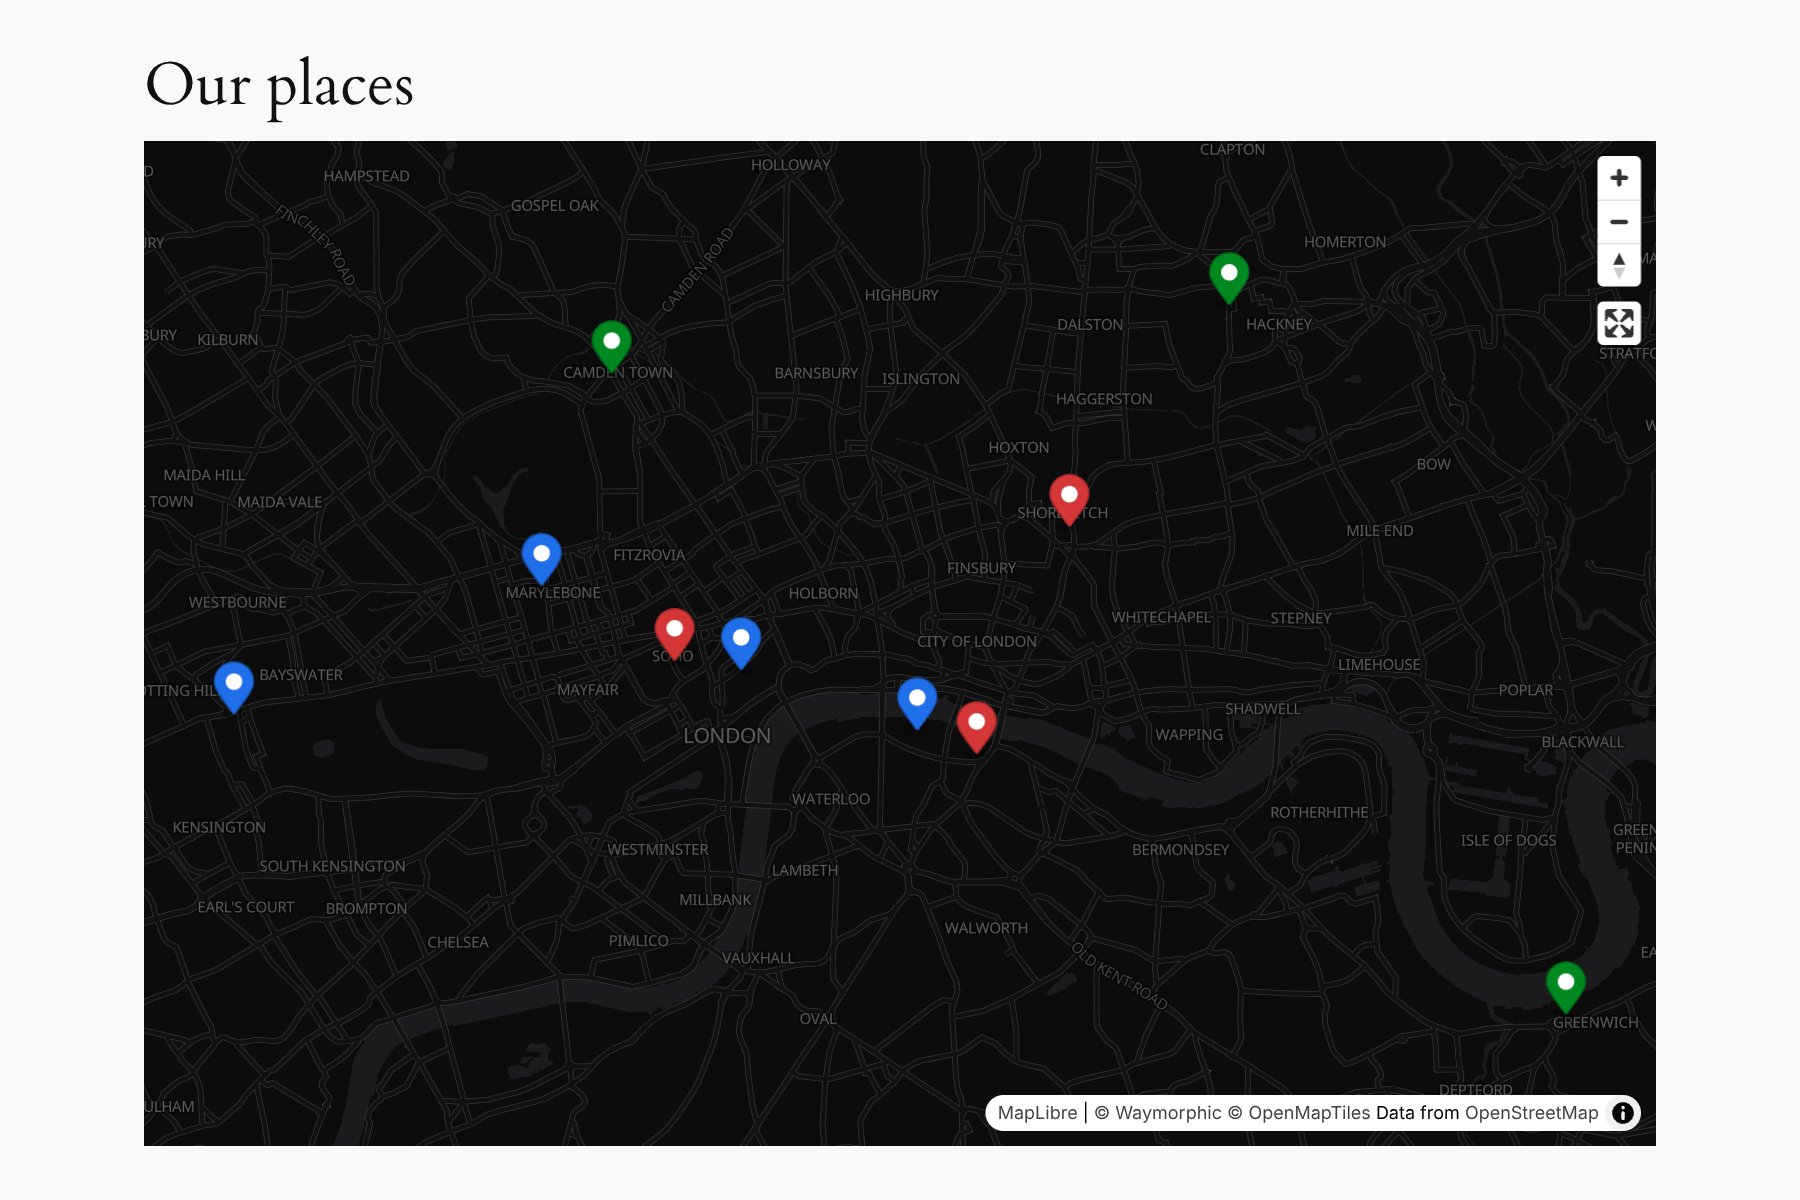 Our places
HOLLOWAY
CLAPTON
HAMPSTEAD
GOSPEL OAK
FINCHLEY ROAD
CAMDEN ROAD
HOMERTON
HIGHBURY
DALSTON
HACKNEY
KILBURN
CAMDEN TOWN
BARNSBURY
ISLINGTON
HAGGERSTON
HOXTON
BOW
MAIDA HILL
TOWN
MAIDA VALE
MILE END
FITZROVIA
FINSBURY
MARYLEBONE
HOLBORN
WESTBOURNE
WHITECHAPEL
STEPNEY
CITY OF LONDON
LIMEHOUSE
BAYSWATER
MAYFAIR
POPLAR
SHADWELL
LONDON
WAPPING
BLACKWALL
WATERLOO
ROTHERHITHE
KENSINGTON
ISLE OF DOGS
WESTMINSTER
BERMONDSEY
SOUTH KENSINGTON
LAMBETH
EARL'S COURT
BROMPTON
MILLBANK
WALWORTH
CHELSEA
PIMLICO
VAUXHALL
OLD KENT ROAD
OVAL
GREENWICH
DEPTFORD
MapLibre | © Waymorphic © OpenMapTiles Data from OpenStreetMap